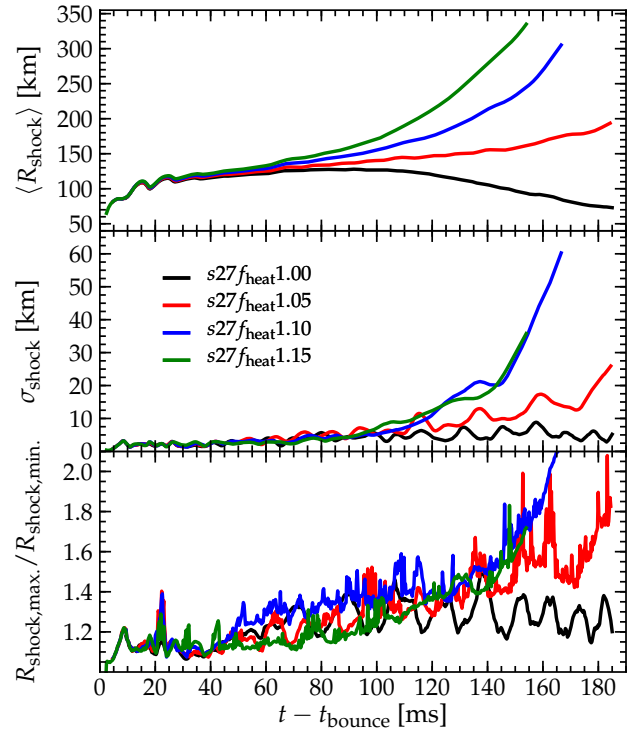 350
300
250
200
150
100
50
⟨R_shock⟩ [km]
60
50
40
30
20
10
0
σ_shock [km]
s27f_heat1.00
s27f_heat1.05
s27f_heat1.10
s27f_heat1.15
2.0
1.8
1.6
1.4
1.2
R_shock,max./R_shock,min.
0 20 40 60 80 100 120 140 160 180
t − t_bounce [ms]